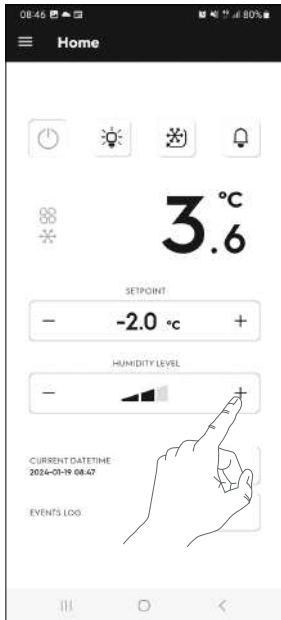 08:46 80%
Home
3.6 °C
SETPOINT
− -2.0 °C +
HUMIDITY LEVEL
− +
CURRENT DATETIME
2024-01-19 08:47
EVENTS LOG